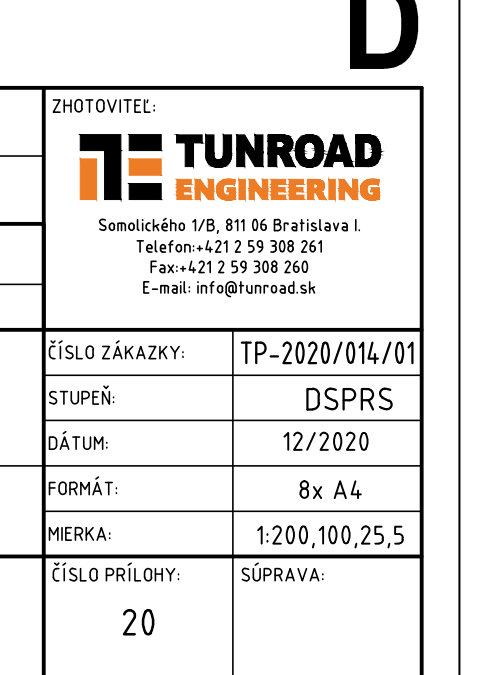 D
ZHOTOVITEĽ:
TUNROAD
ENGINEERING
Somolického 1/B, 811 06 Bratislava I.
Telefon:+421 2 59 308 261
Fax:+421 2 59 308 260
E-mail: info@tunroad.sk
ČÍSLO ZÁKAZKY: TP-2020/014/01
STUPEŇ: DSPRS
DÁTUM: 12/2020
FORMÁT: 8x A4
MIERKA: 1:200,100,25,5
ČÍSLO PRÍLOHY: SÚPRAVA:
20